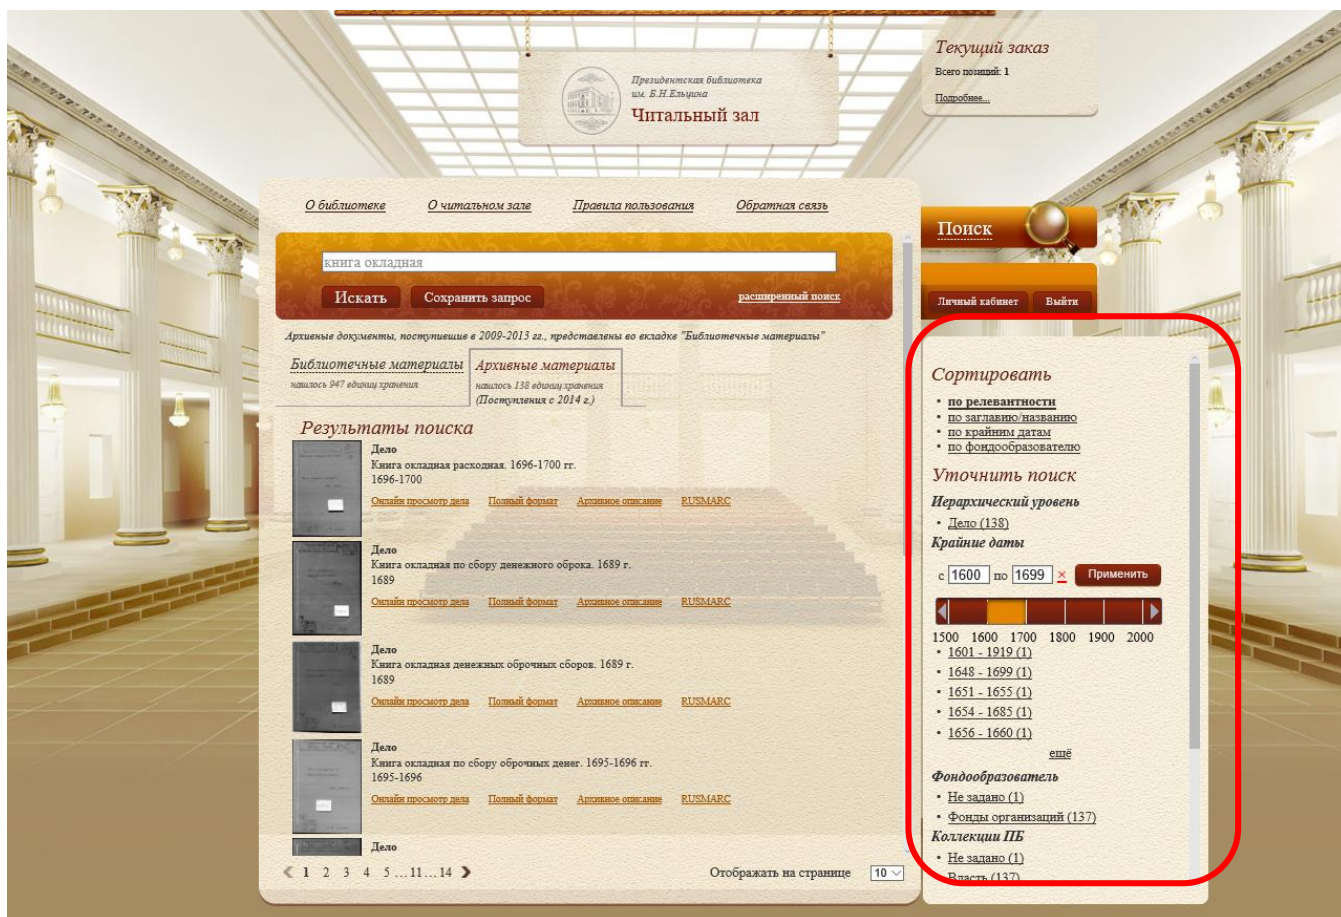 Президентская библиотека
им. Б.Н.Ельцина
Читальный зал
Текущий заказ
Всего позиций: 1
Подробнее...
О библиотеке О читальном зале Правила пользования Обратная связь
Поиск
книга окладная
Искать Сохранить запрос расширенный поиск
Личный кабинет Выйти
Архивные документы, поступившие в 2009-2013 гг., представлены во вкладке "Библиотечные материалы"
Библиотечные материалы
нашлось 947 единиц хранения
Архивные материалы
нашлось 138 единиц хранения
(Поступления с 2014 г.)
Результаты поиска
Дело
Книга окладная расходная. 1696-1700 гг.
1696-1700
Онлайн просмотр дела Полный формат Архивное описание RUSMARC
Дело
Книга окладная по сбору денежного оброка. 1689 г.
1689
Онлайн просмотр дела Полный формат Архивное описание RUSMARC
Дело
Книга окладная денежных оброчных сборов. 1689 г.
1689
Онлайн просмотр дела Полный формат Архивное описание RUSMARC
Дело
Книга окладная по сбору оброчных денег. 1695-1696 гг.
1695-1696
Онлайн просмотр дела Полный формат Архивное описание RUSMARC
Дело
1 2 3 4 5 ...11...14
Отображать на странице 10
Сортировать
• по релевантности
• по заглавию/названию
• по крайним датам
• по фондообразователю
Уточнить поиск
Иерархический уровень
• Дело (138)
Крайние даты
с 1600 по 1699 × Применить
1500 1600 1700 1800 1900 2000
• 1601 - 1919 (1)
• 1648 - 1699 (1)
• 1651 - 1655 (1)
• 1654 - 1685 (1)
• 1656 - 1660 (1)
ещё
Фондообразователь
• Не задано (1)
• Фонды организаций (137)
Коллекции ПБ
• Не задано (1)
• Власть (137)